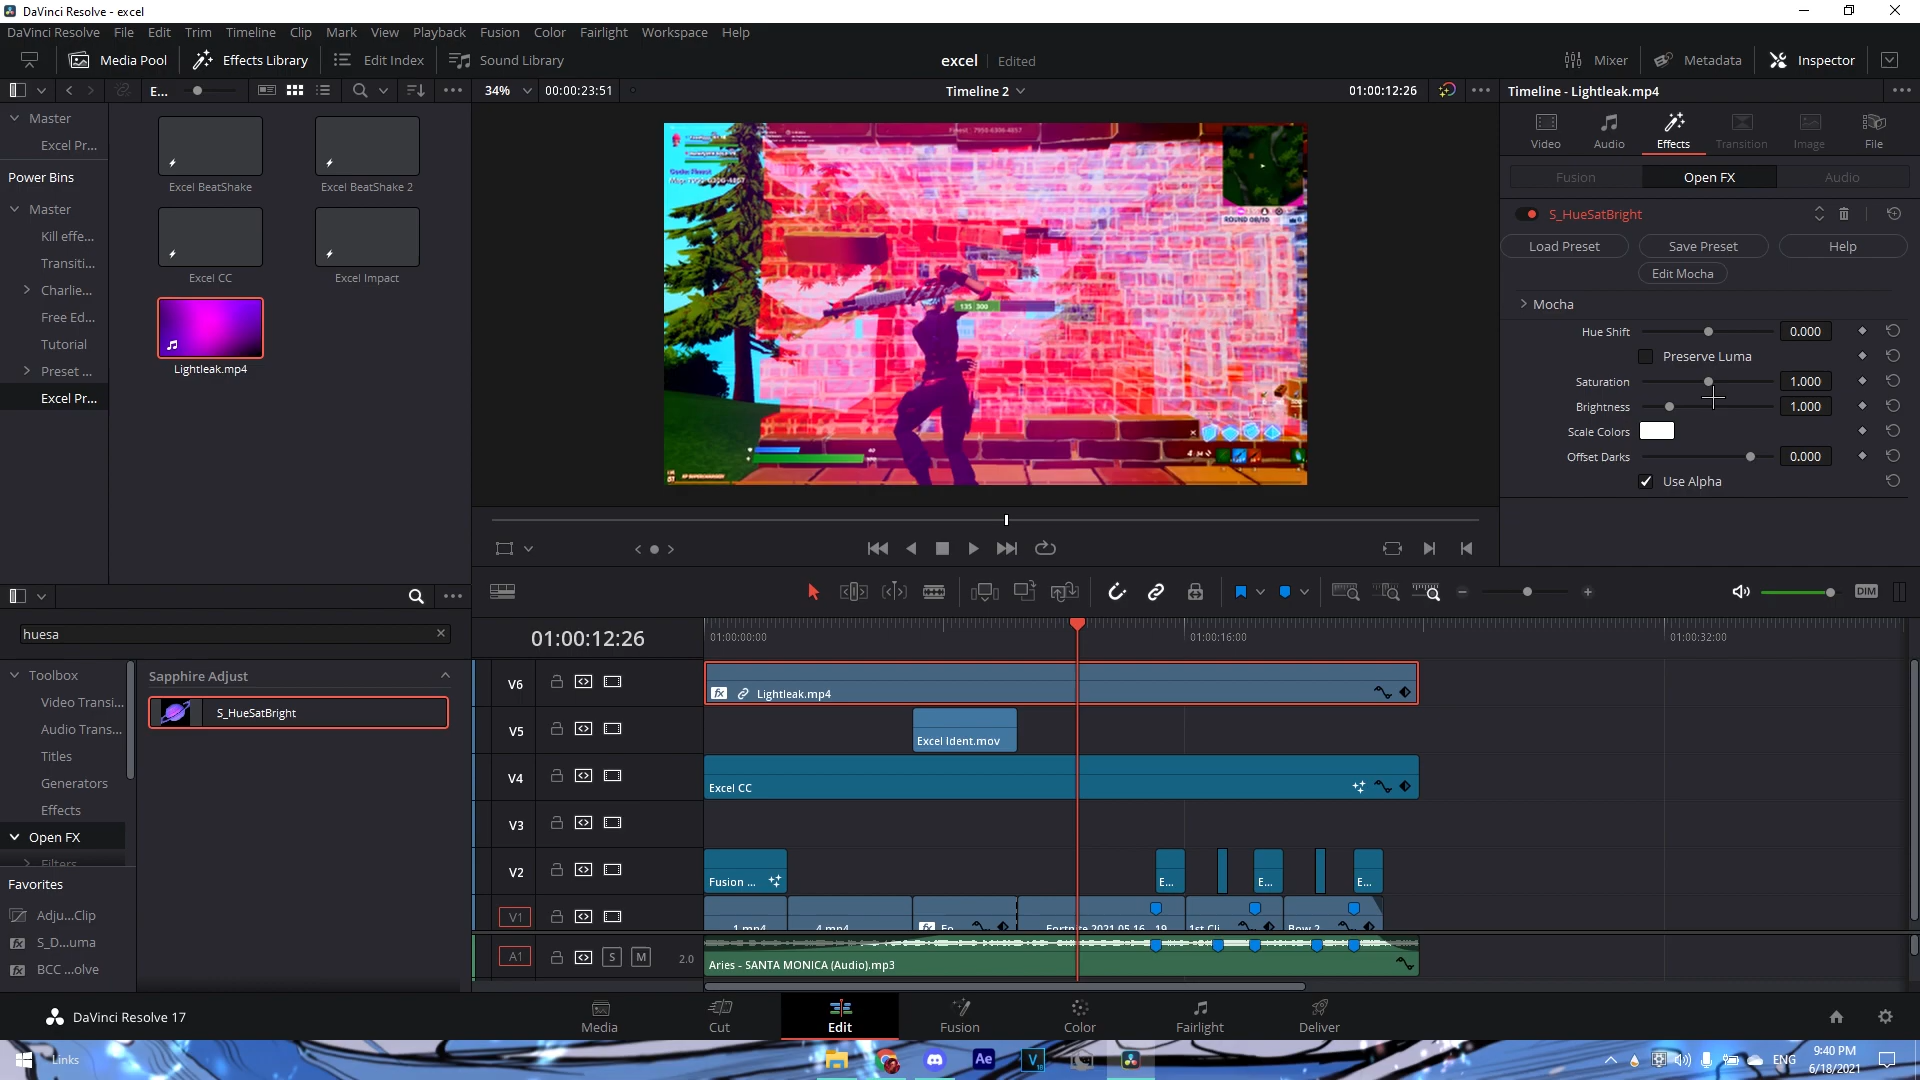 DaVinci Resolve - excel
DaVinci Resolve File Edit Trim Timeline Clip Mark View Playback Fusion Color Fairlight Workspace Help
Media Pool Effects Library Edit Index Sound Library excel Edited Mixer Metadata Inspector
E... 34% 00:00:23:51 Timeline 2 01:00:12:26 Timeline - Lightleak.mp4
Master
Excel Pr...
Power Bins
Master
Kill effe...
Transiti...
Charlie...
Free Ed...
Tutorial
Preset ...
Excel Pr...
Excel BeatShake
Excel BeatShake 2
Excel CC
Excel Impact
Lightleak.mp4
ROUND 08/10
135 300
Video Audio Effects Transition Image File
Fusion Open FX Audio
S_HueSatBright
Load Preset Save Preset Help
Edit Mocha
Mocha
Hue Shift 0.000
Preserve Luma
Saturation 1.000
Brightness 1.000
Scale Colors
Offset Darks 0.000
Use Alpha
DIM
huesa
Toolbox
Video Transi...
Audio Trans...
Titles
Generators
Effects
Open FX
Filters
Favorites
Adju...Clip
S_D...uma
BCC ...olve
Sapphire Adjust
S_HueSatBright
01:00:12:26 01:00:00:00 01:00:16:00 01:00:32:00
V6 Lightleak.mp4
V5 Excel Ident.mov
V4 Excel CC
V3
V2 Fusion ... E... E... E...
V1 1.mp4 4.mp4 Fo... Fortnite 2021.05.16 - 19... 1st Cli... Bow 2...
A1 S M 2.0 Aries - SANTA MONICA (Audio).mp3
DaVinci Resolve 17 Media Cut Edit Fusion Color Fairlight Deliver
Links Ae V ENG 9:40 PM
6/18/2021